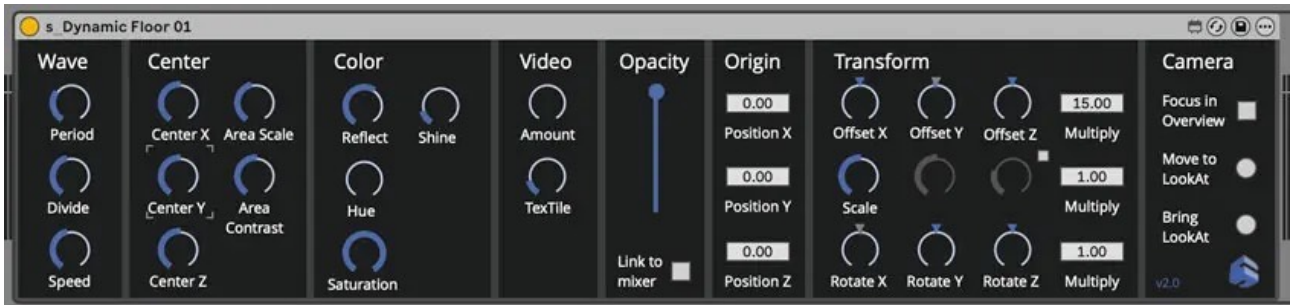 s_Dynamic Floor 01
Wave
Period
Divide
Speed
Center
Center X
Area Scale
Center Y
Area
Contrast
Center Z
Color
Reflect
Shine
Hue
Saturation
Video
Amount
TexTile
Opacity
Link to
mixer
Origin
0.00
Position X
0.00
Position Y
0.00
Position Z
Transform
Offset X
Offset Y
Offset Z
15.00
Multiply
Scale
1.00
Multiply
Rotate X
Rotate Y
Rotate Z
1.00
Multiply
Camera
Focus in
Overview
Move to
LookAt
Bring
LookAt
v2.0